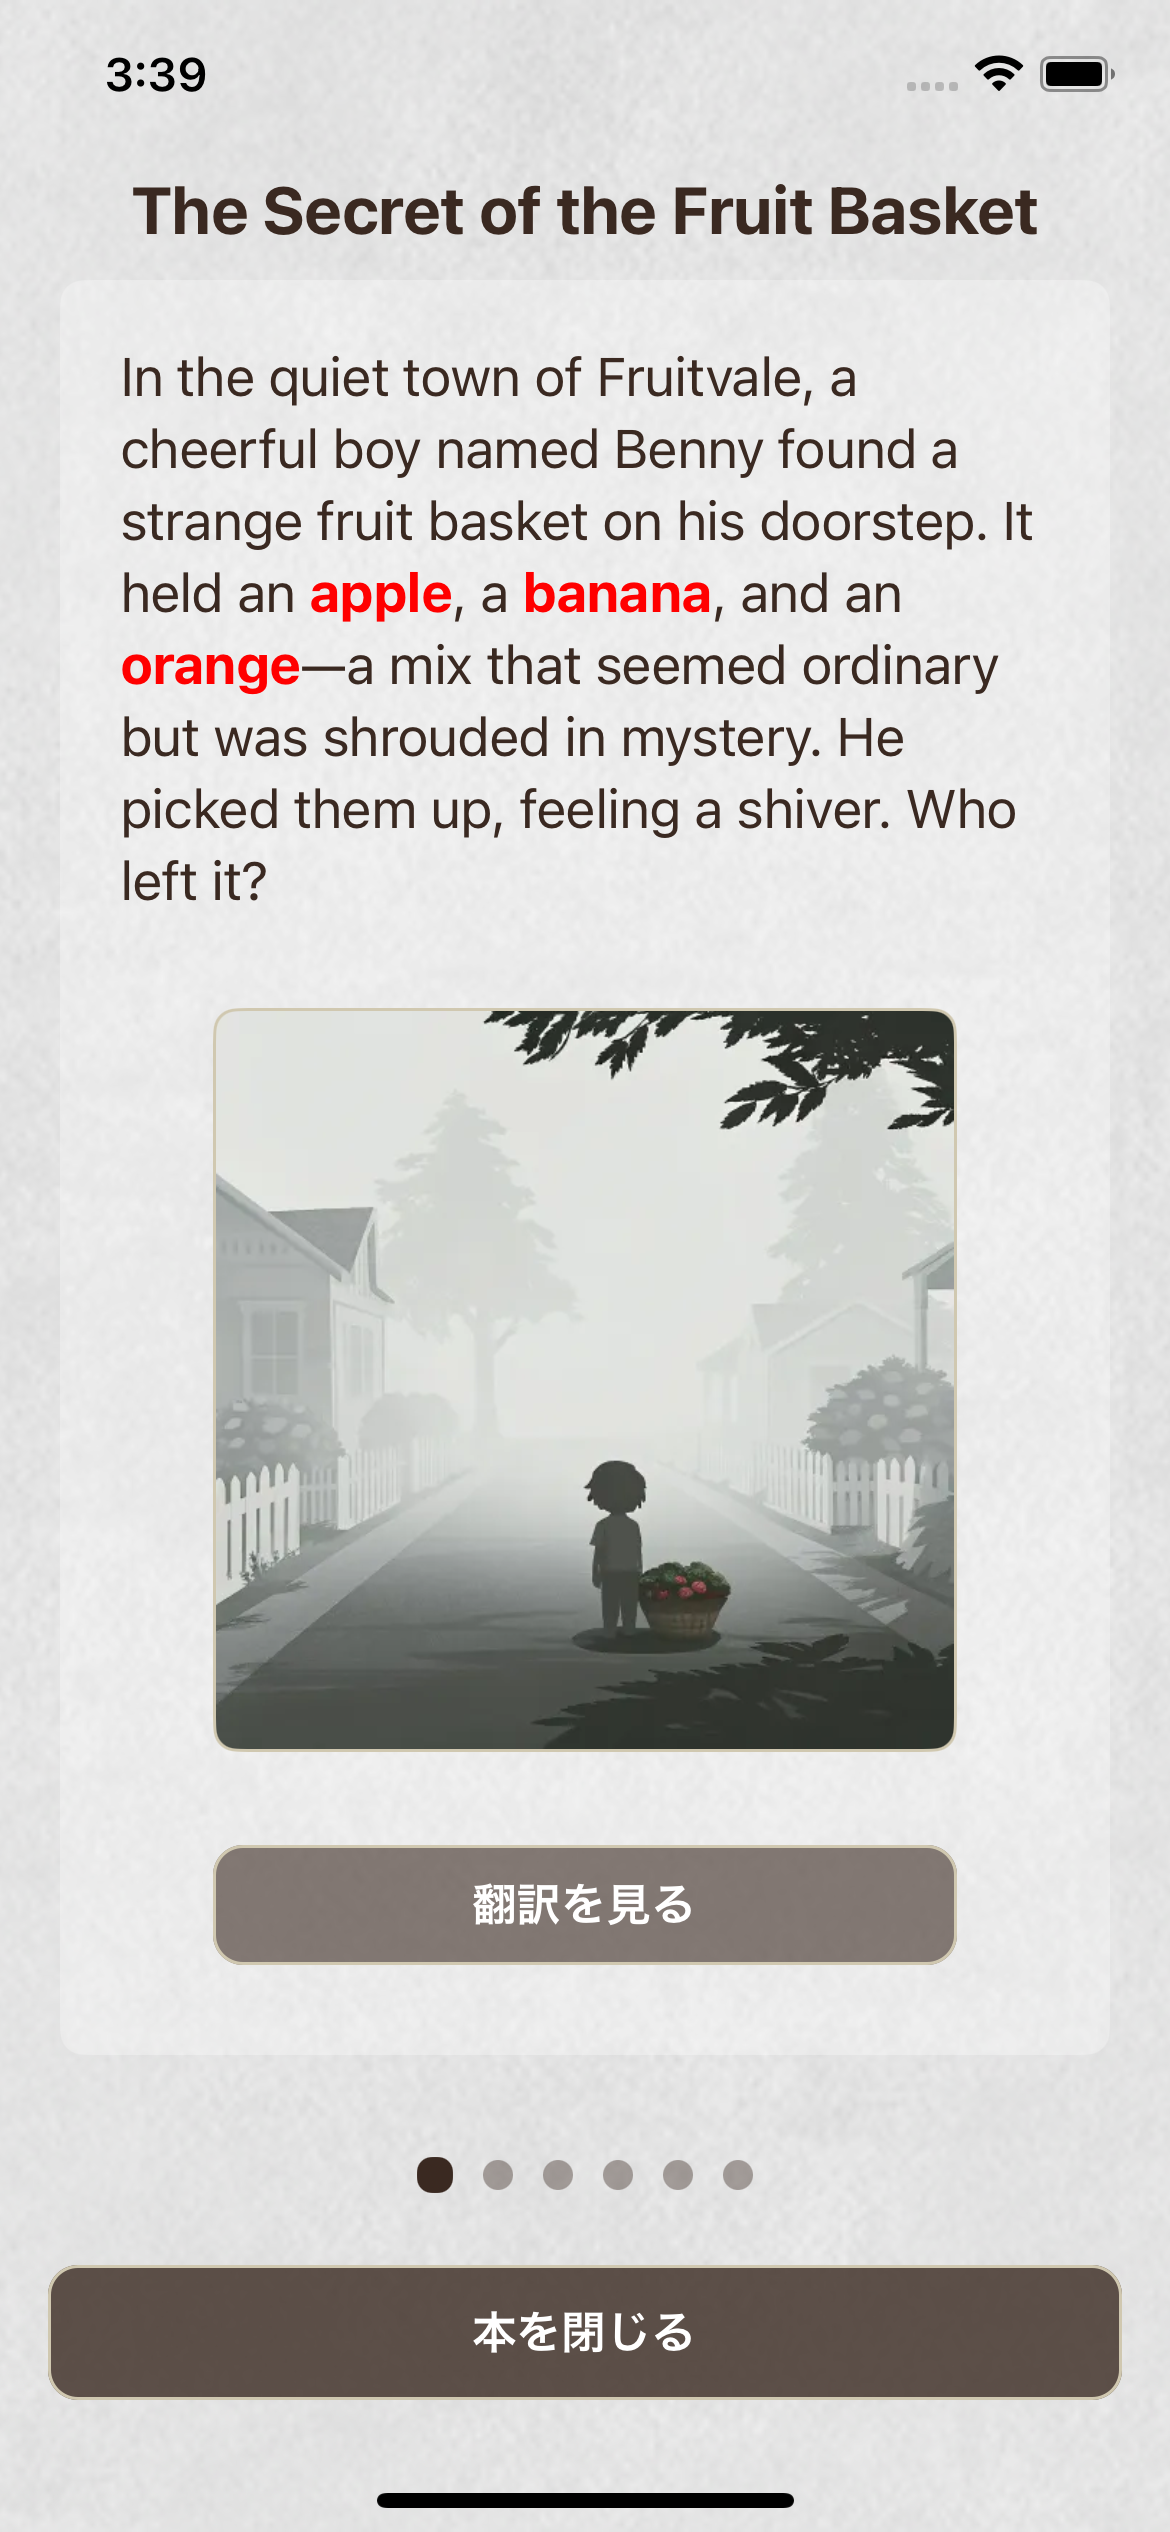 3:39
The Secret of the Fruit Basket
In the quiet town of Fruitvale, a
cheerful boy named Benny found a
strange fruit basket on his doorstep. It
held an apple, a banana, and an
orange—a mix that seemed ordinary
but was shrouded in mystery. He
picked them up, feeling a shiver. Who
left it?
翻訳を見る
本を閉じる